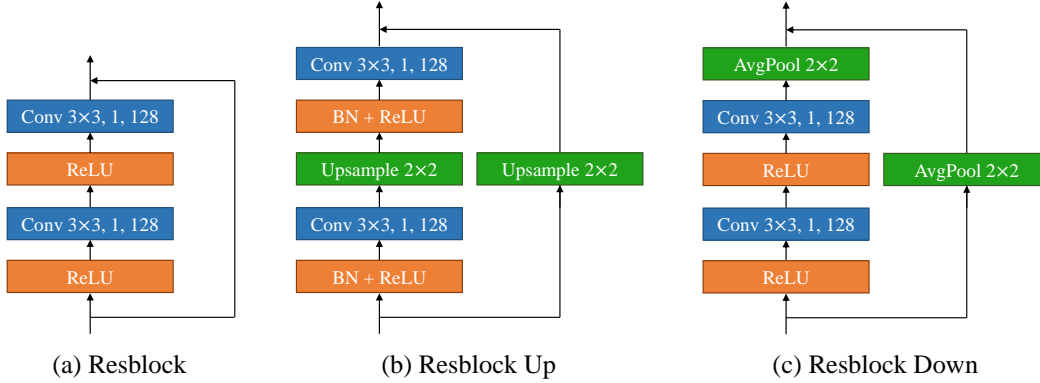 Conv 3×3, 1, 128
ReLU
Conv 3×3, 1, 128
ReLU
(a) Resblock
Conv 3×3, 1, 128
BN + ReLU
Upsample 2×2
Upsample 2×2
Conv 3×3, 1, 128
BN + ReLU
(b) Resblock Up
AvgPool 2×2
Conv 3×3, 1, 128
ReLU
AvgPool 2×2
Conv 3×3, 1, 128
ReLU
(c) Resblock Down